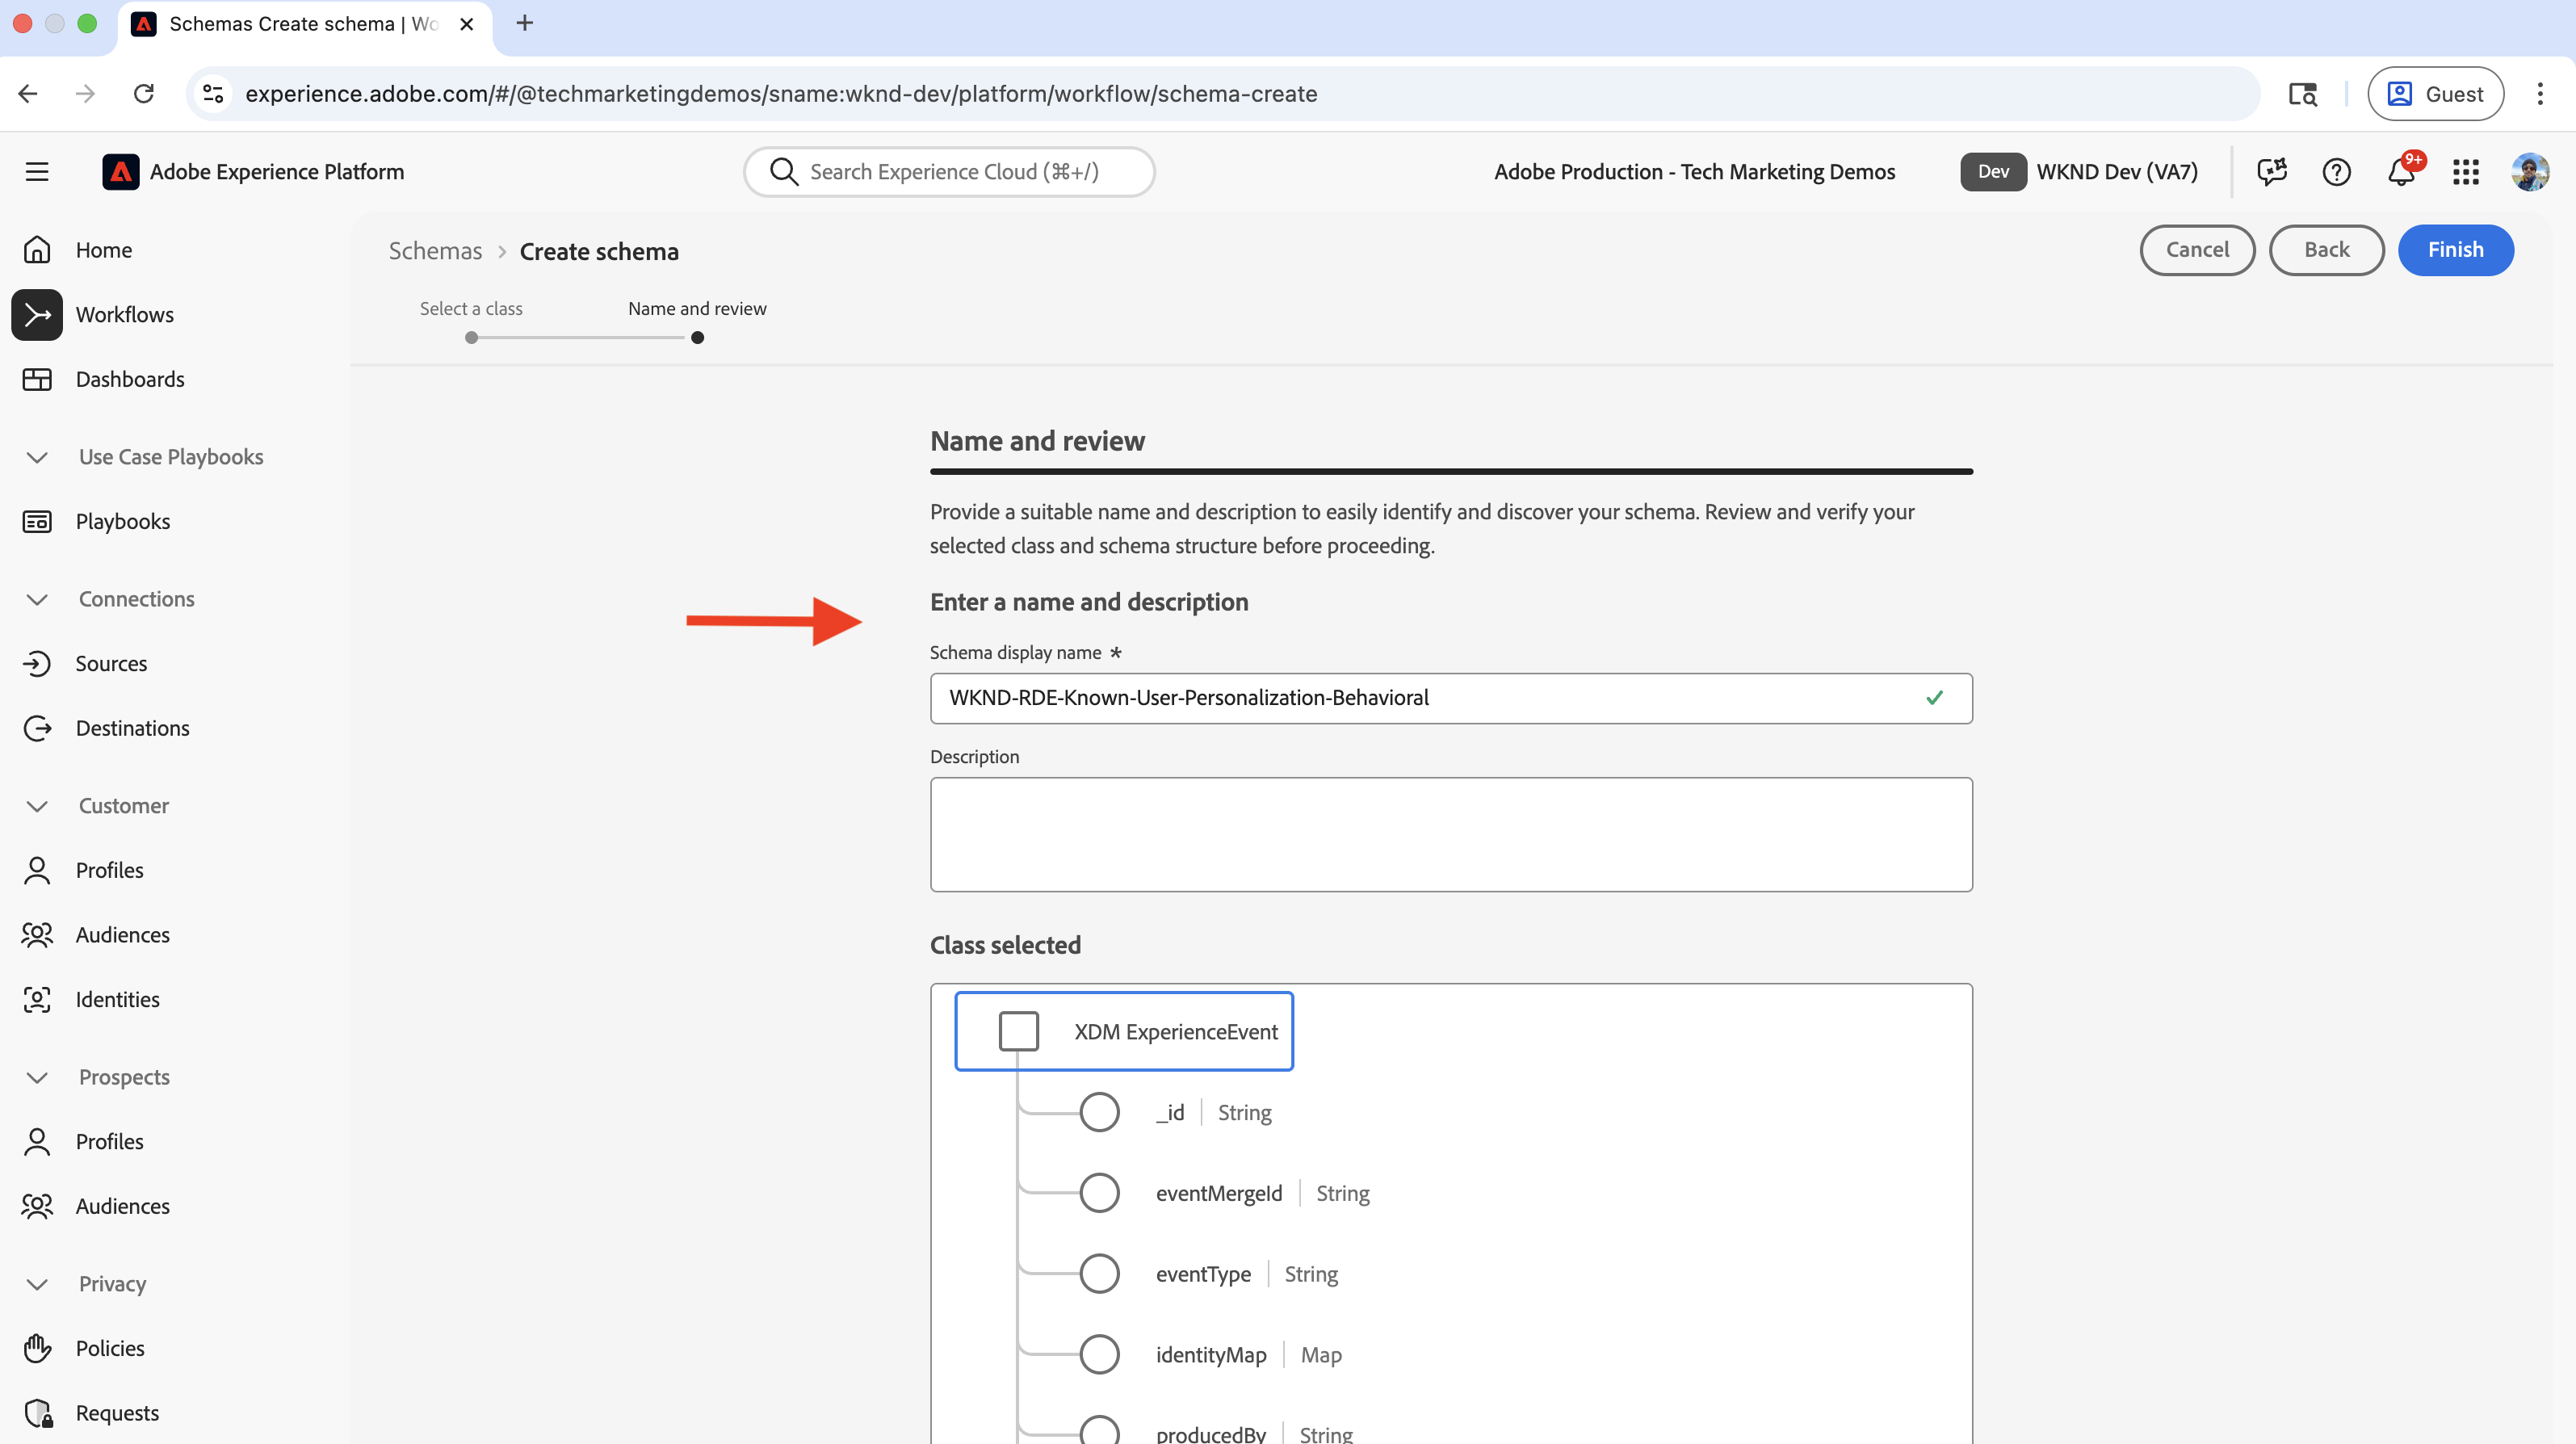 Schemas Create schema | Wo
experience.adobe.com/#/@techmarketingdemos/sname:wknd-dev/platform/workflow/schema-create
Guest
Adobe Experience Platform
Search Experience Cloud (⌘+/)
Adobe Production - Tech Marketing Demos
Dev
WKND Dev (VA7)
9+
Home
Workflows
Dashboards
Use Case Playbooks
Playbooks
Connections
Sources
Destinations
Customer
Profiles
Audiences
Identities
Prospects
Profiles
Audiences
Privacy
Policies
Requests
Schemas > Create schema
Cancel
Back
Finish
Select a class
Name and review
Name and review
Provide a suitable name and description to easily identify and discover your schema. Review and verify your
selected class and schema structure before proceeding.
Enter a name and description
Schema display name *
WKND-RDE-Known-User-Personalization-Behavioral
Description
Class selected
XDM ExperienceEvent
_id | String
eventMergeId | String
eventType | String
identityMap | Map
producedBy | String